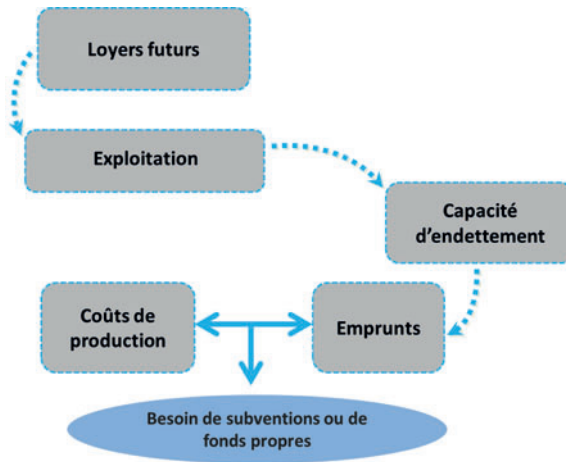 Loyers futurs
Exploitation
Capacité
d'endettement
Coûts de
production
Emprunts
Besoin de subventions ou de
fonds propres